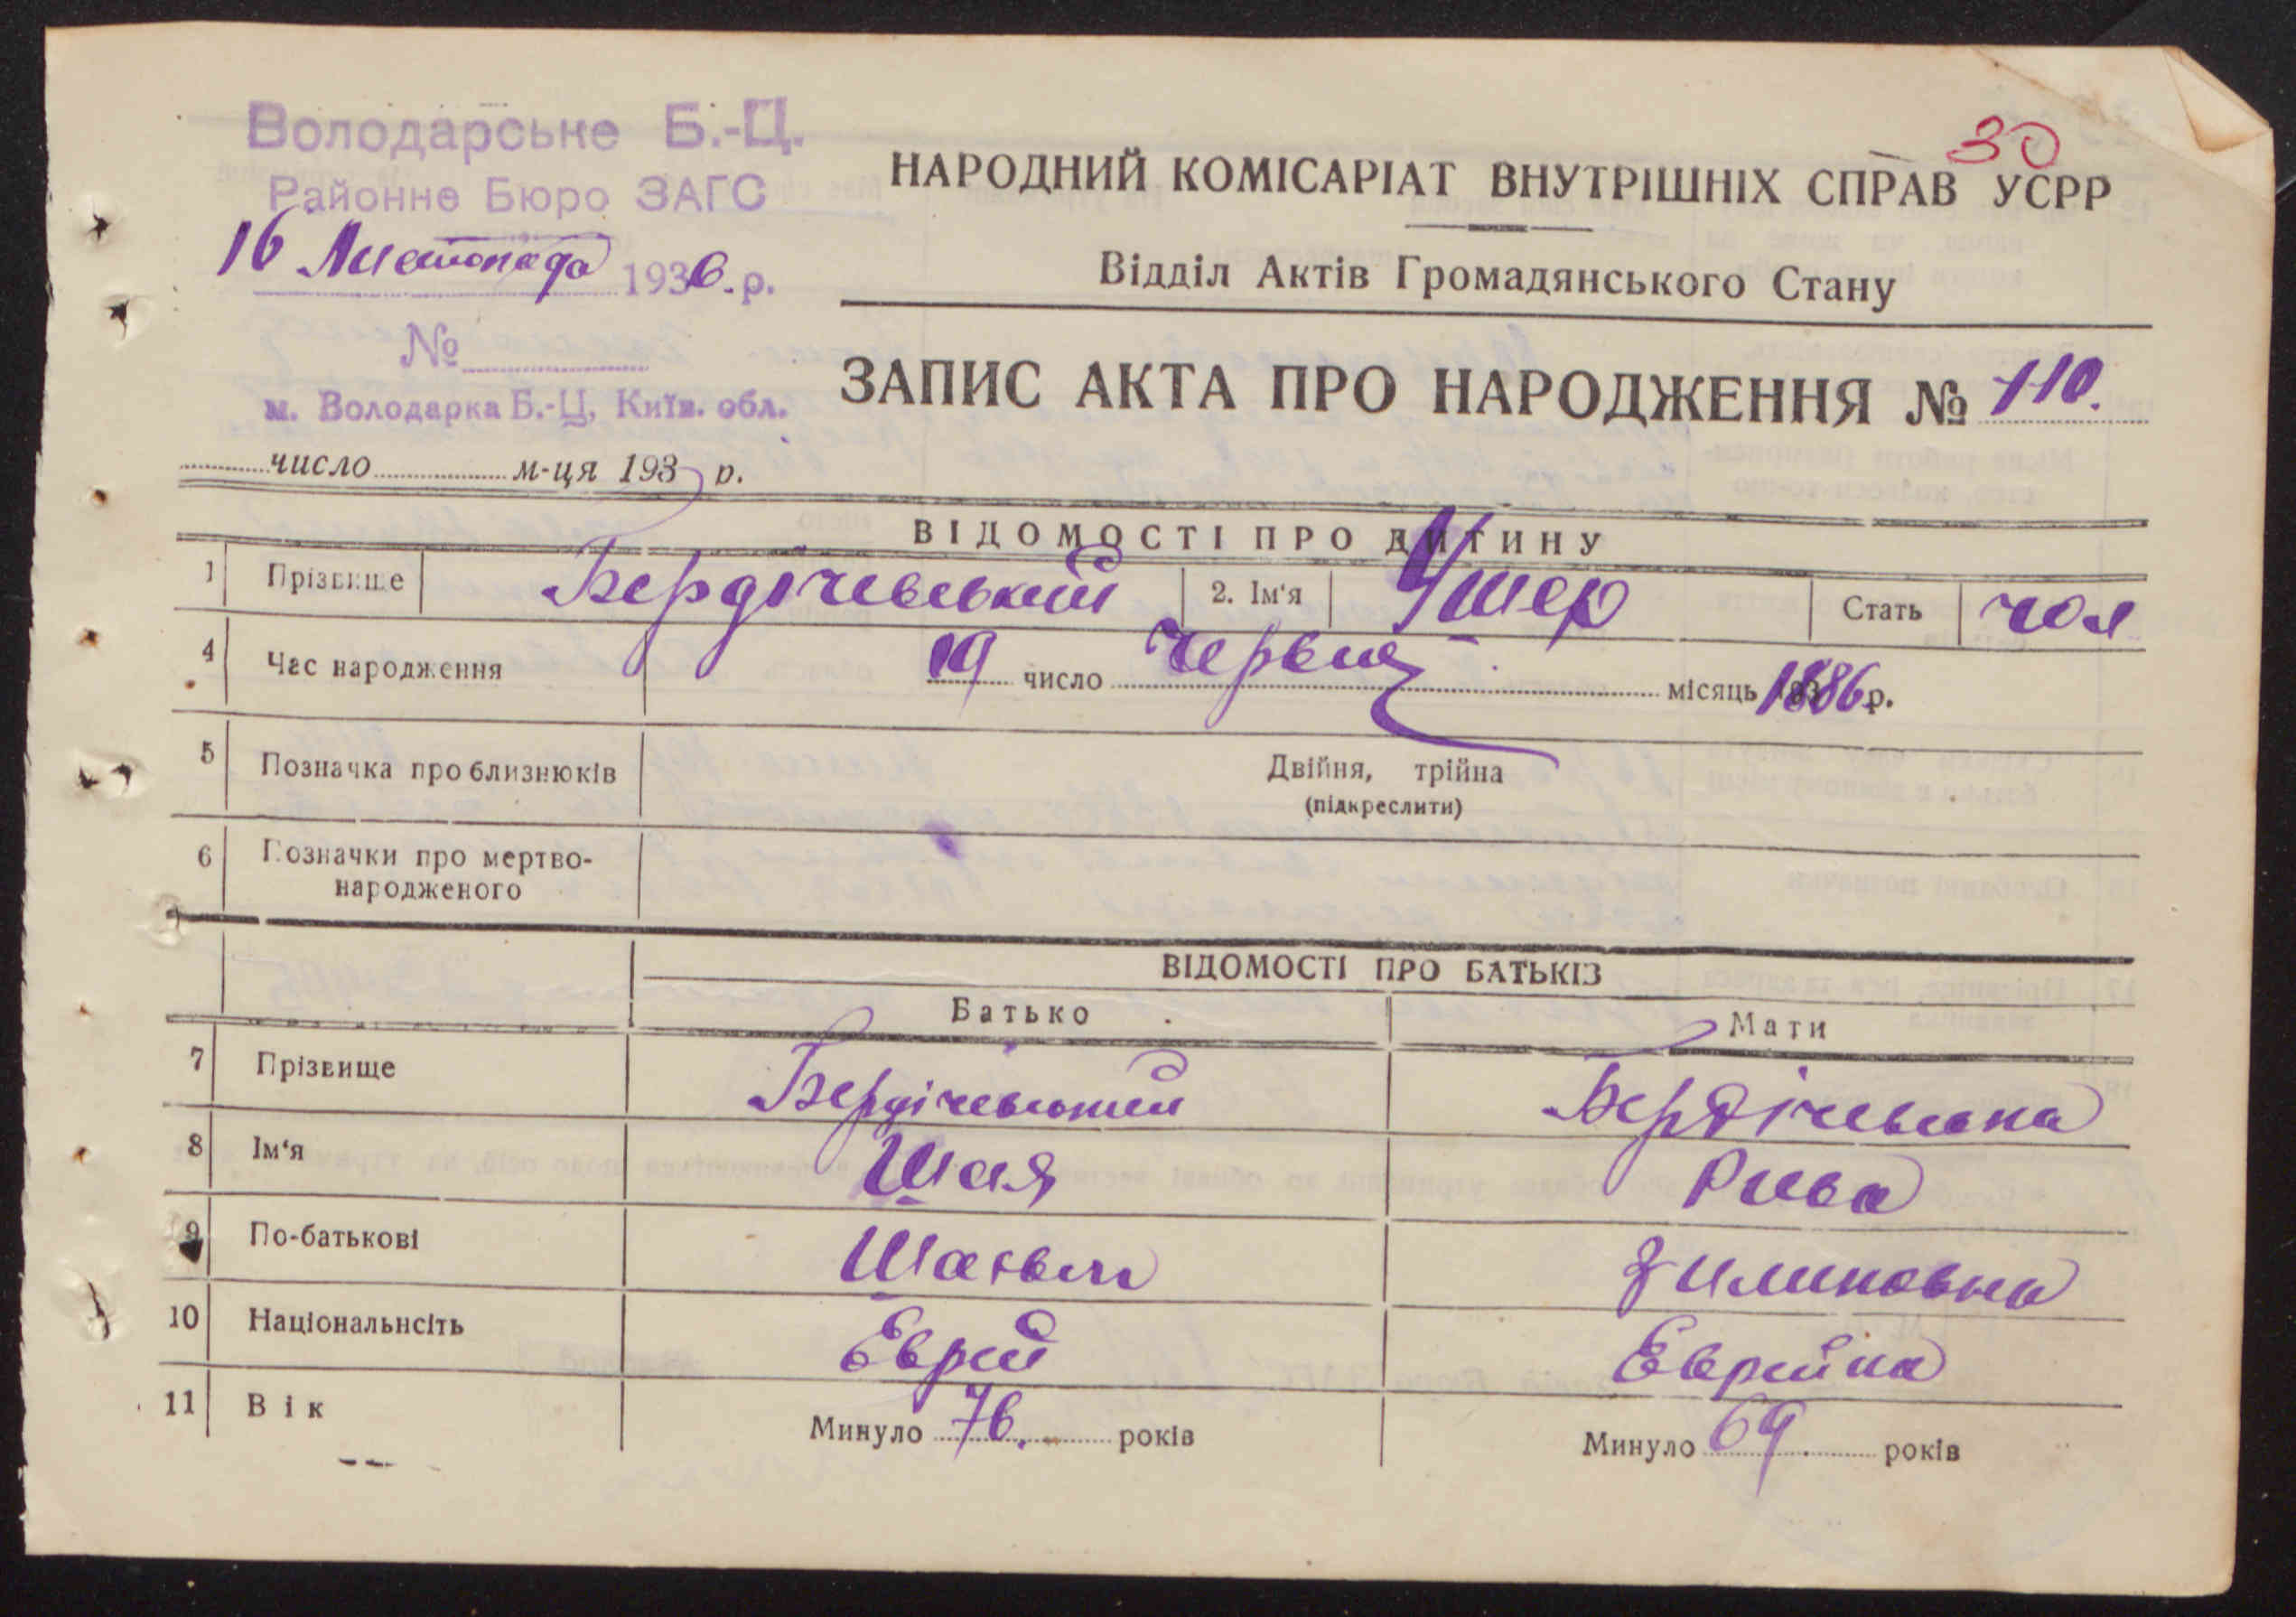 30
Володарське Б.-Ц.
Районне Бюро ЗАГС
16 Листопада 1936.р.
№
м. Володарка Б.-Ц, Київ. обл.
число м-ця 193 р.
НАРОДНИЙ КОМІСАРІАТ ВНУТРІШНІХ СПРАВ УСРР
Відділ Актів Громадянського Стану
ЗАПИС АКТА ПРО НАРОДЖЕННЯ № 110.
ВІДОМОСТІ ПРО ДИТИНУ
1 Прізвище Бердічевський 2. Ім'я Ушер Стать чол
4 Час народження 19 число Червня місяць 1886 р.
5 Позначка про близнюків Двійня, трійна
(підкреслити)
6 Позначки про мертво-
народженого
ВІДОМОСТІ ПРО БАТЬКІВ
Батько Мати
7 Прізвище Бердічевський Бердічевська
8 Ім'я Шая Рива
9 По-батькові
10 Національнсіть Еврей Еврейка
11 Вік Минуло 76. років Минуло 69 років